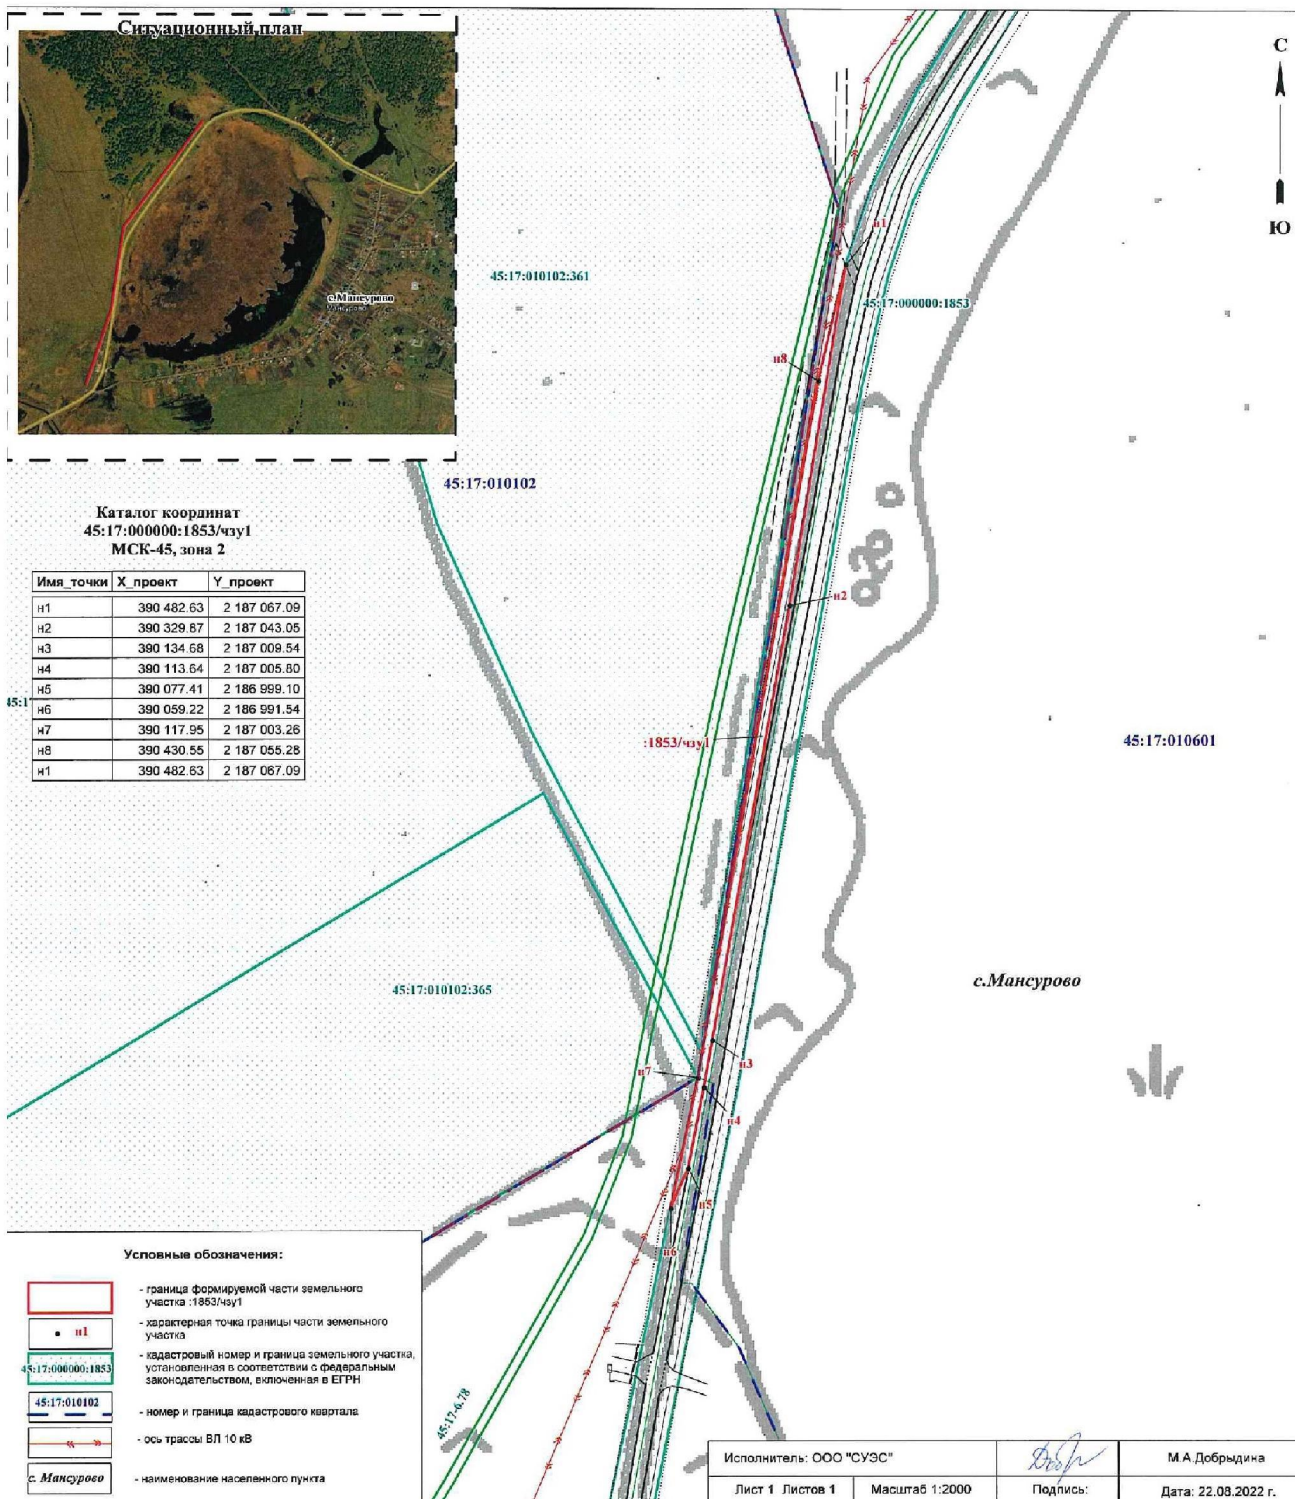 Ситуационный план
с.Мансурово
С
Ю
н1
45:17:010102:361
45:17:000000:1853
н8
45:17:010102
Каталог координат
45:17:000000:1853/чзу1
МСК-45, зона 2
Имя_точки X_проект Y_проект
н1 390 482.63 2 187 067.09
н2 390 329.87 2 187 043.05
н3 390 134.68 2 187 009.54
н4 390 113.64 2 187 005.80
н5 390 077.41 2 186 999.10
н6 390 059.22 2 186 991.54
н7 390 117.95 2 187 003.26
н8 390 430.55 2 187 055.28
н1 390 482.63 2 187 067.09
н2
:1853/чзу1
45:17:010601
45:17:010102:365
с.Мансурово
н3
н7
н4
н5
н6
45:17-6.78
Условные обозначения:
- граница формируемой части земельного
участка :1853/чзу1
н1
- характерная точка границы части земельного
участка
45:17:000000:1853
- кадастровый номер и граница земельного участка,
установленная в соответствии с федеральным
законодательством, включенная в ЕГРН
45:17:010102
- номер и граница кадастрового квартала
- ось трассы ВЛ 10 кВ
с. Мансурово
- наименование населенного пункта
Исполнитель: ООО "СУЭС"
М.А.Добрыдина
Лист 1 Листов 1
Масштаб 1:2000
Подпись:
Дата: 22.08.2022 г.